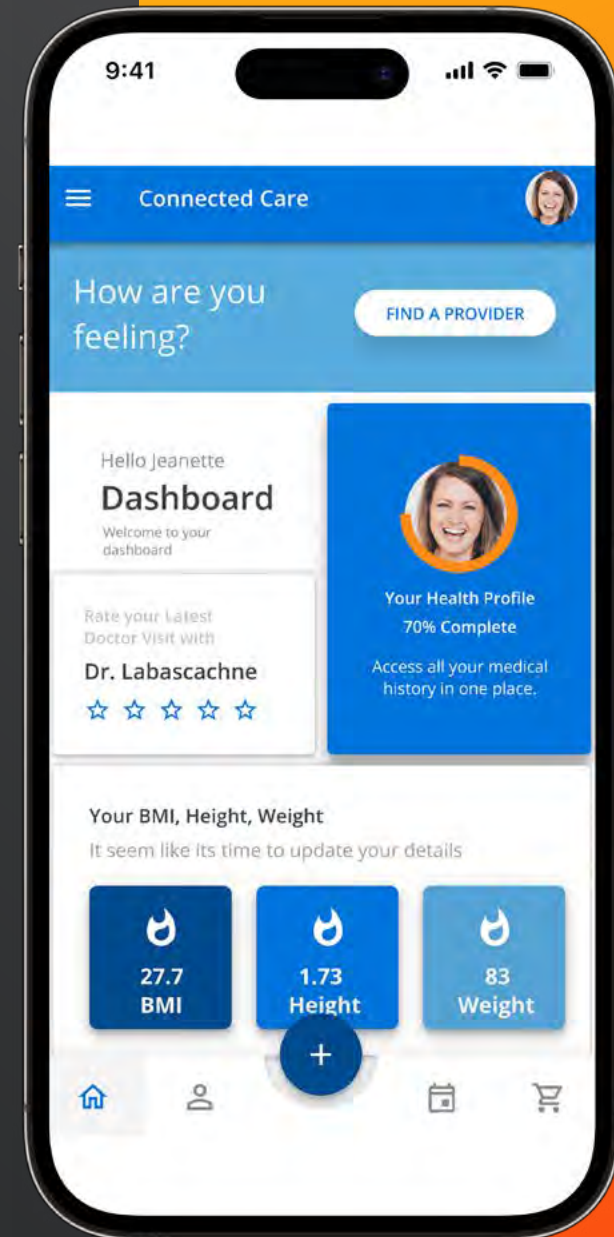 9:41
Connected Care
How are you
feeling?
FIND A PROVIDER
Hello Jeanette
Dashboard
Welcome to your
dashboard
Your Health Profile
70% Complete
Access all your medical
history in one place.
Rate your Latest
Doctor Visit with
Dr. Labascachne
Your BMI, Height, Weight
It seem like its time to update your details
27.7
BMI
1.73
Height
83
Weight
+